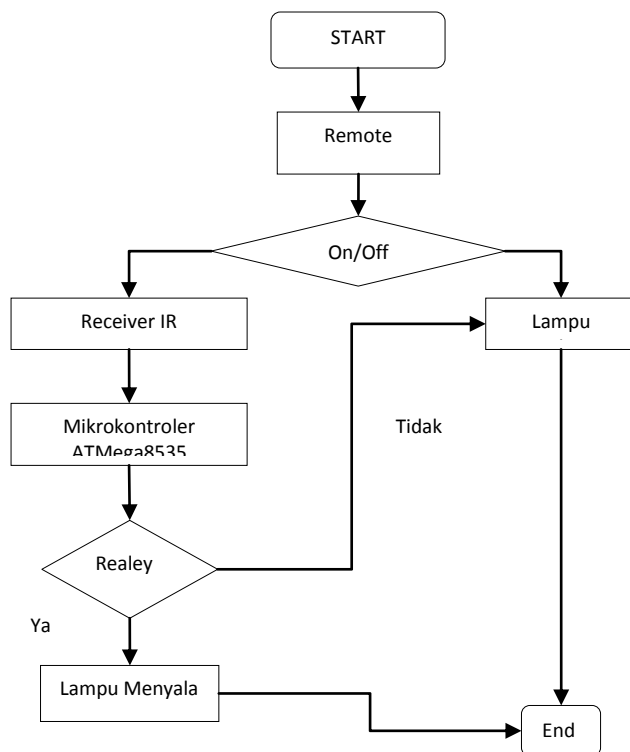 START
Remote
On/Off
Receiver IR
Lampu
Mikrokontroler
ATMega8535
Tidak
Realey
Ya
Lampu Menyala
End